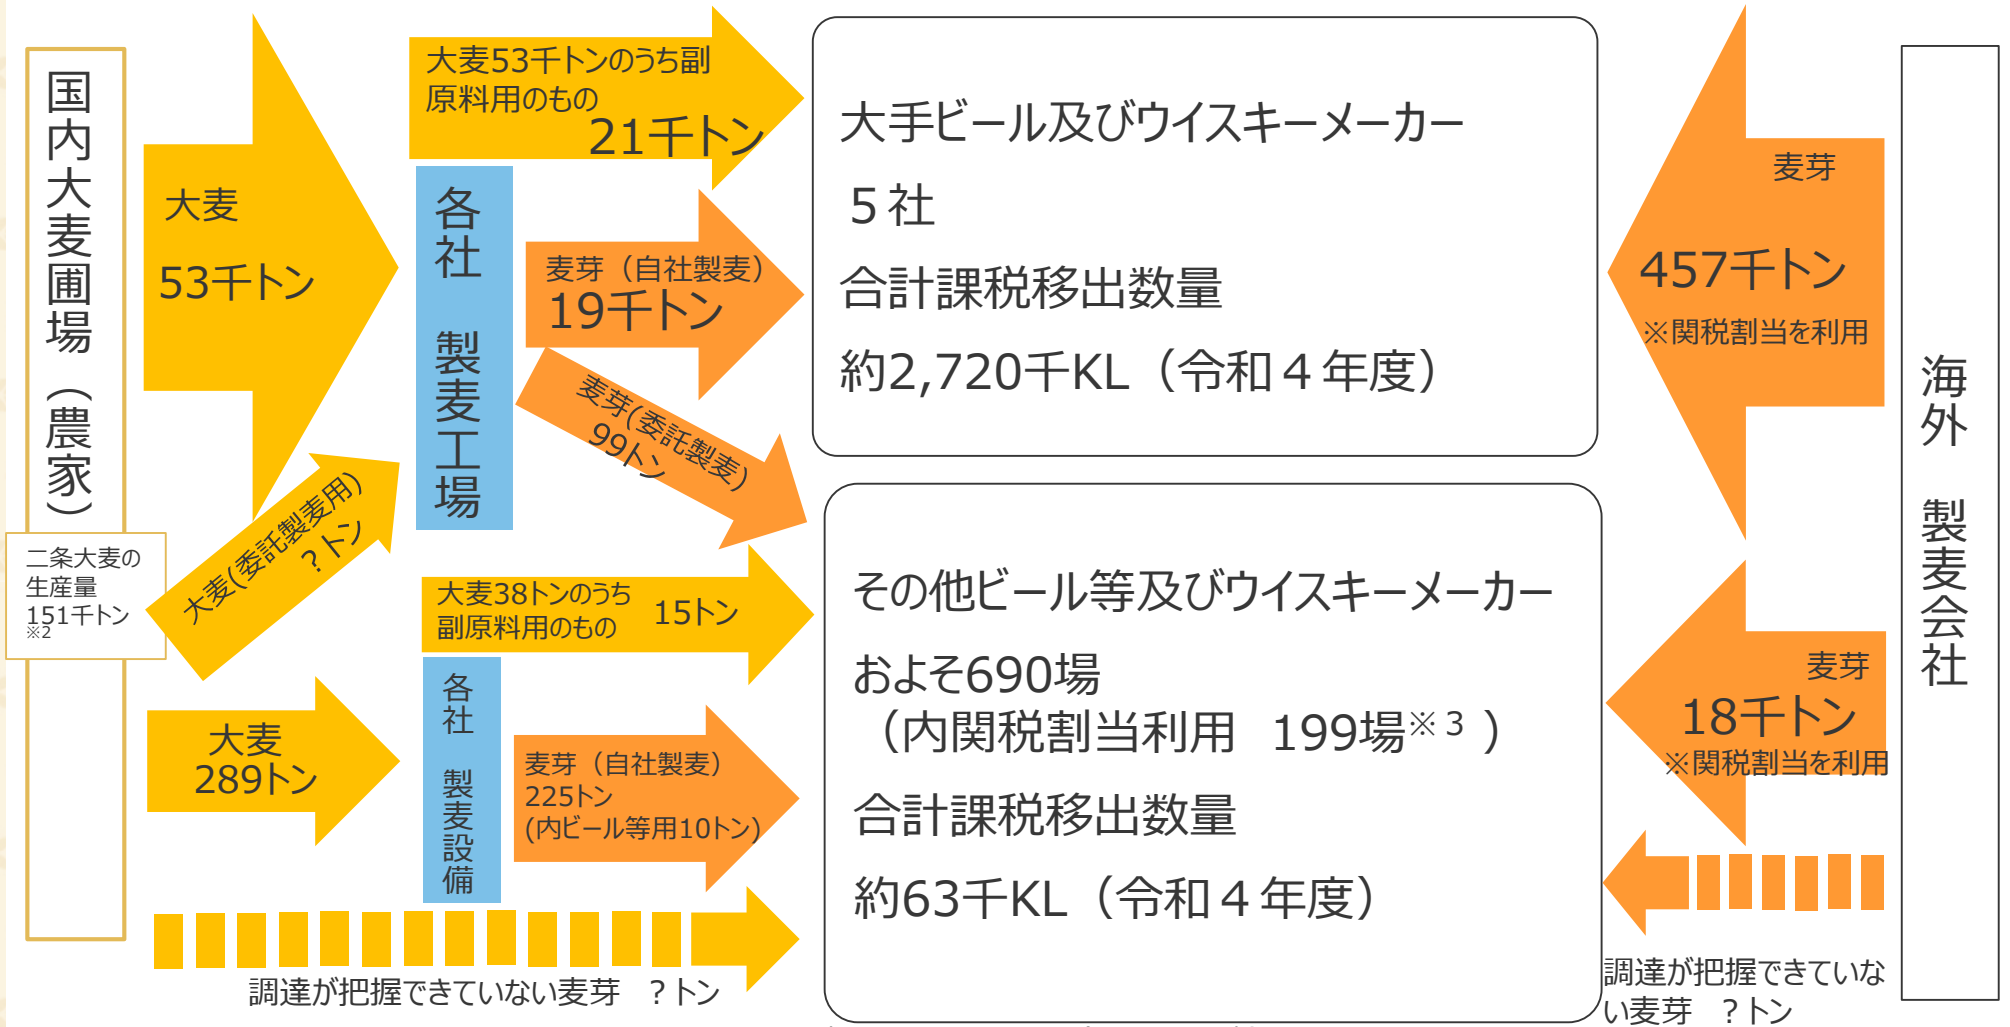 国内大麦圃場（農家）
二条大麦の
生産量
151千トン
※2
大麦
53千トン
大麦(委託製麦用)
？トン
大麦
289トン
大麦53千トンのうち副
原料用のもの
21千トン
各社　製麦工場
麦芽（自社製麦）
19千トン
麦芽(委託製麦)
99トン
大麦38トンのうち
副原料用のもの
15トン
各社　製麦設備
麦芽（自社製麦）
225トン
(内ビール等用10トン)
調達が把握できていない麦芽　？トン
大手ビール及びウイスキーメーカー
５社
合計課税移出数量
約2,720千KL（令和４年度）
その他ビール等及びウイスキーメーカー
およそ690場
（内関税割当利用　199場※３）
合計課税移出数量
約63千KL（令和４年度）
麦芽
457千トン
※関税割当を利用
麦芽
18千トン
※関税割当を利用
調達が把握できていな
い麦芽　？トン
海外　製麦会社